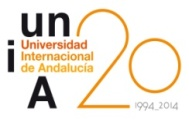 un
i Universidad
Internacional
de Andalucía
A
20
1994_2014